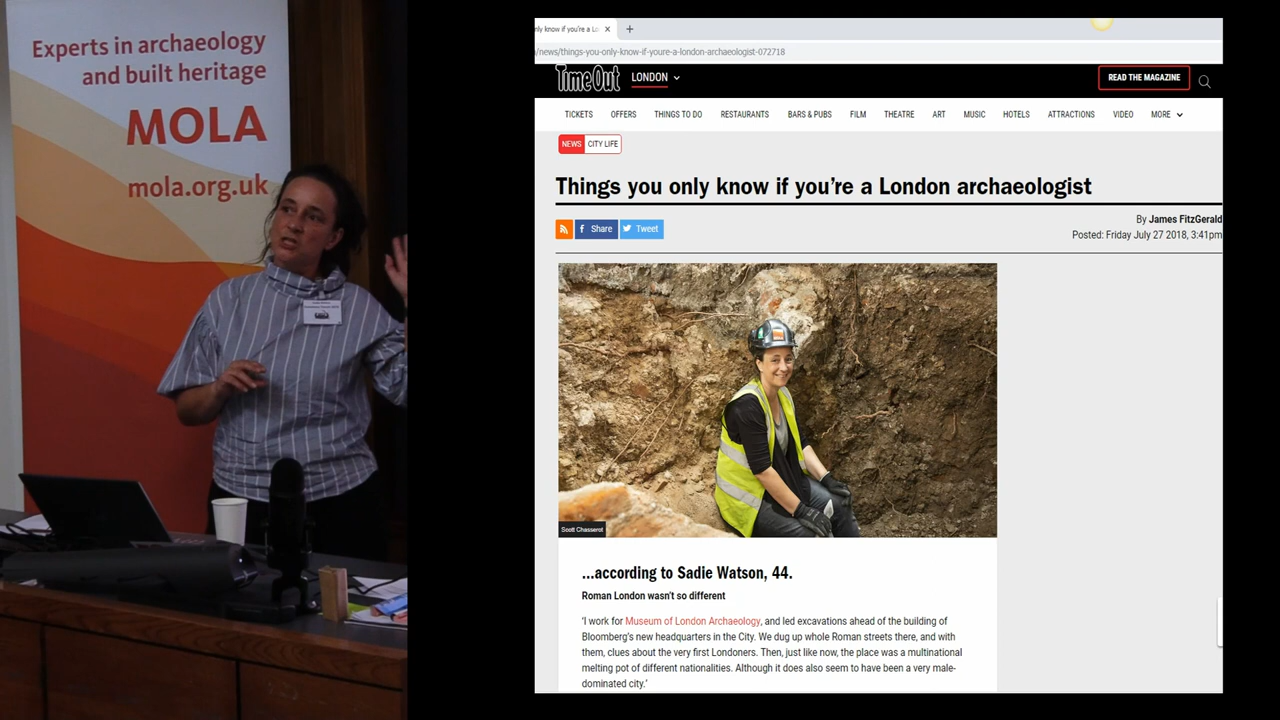 Experts in archaeology
and built heritage
MOLA
mola.org.uk
nly know if you're a Lo
/news/things-you-only-know-if-youre-a-london-archaeologist-072718
TimeOut LONDON READ THE MAGAZINE
TICKETS OFFERS THINGS TO DO RESTAURANTS BARS & PUBS FILM THEATRE ART MUSIC HOTELS ATTRACTIONS VIDEO MORE
NEWS CITY LIFE
Things you only know if you're a London archaeologist
By James FitzGerald
Share Tweet
Posted: Friday July 27 2018, 3:41pm
Scott Chasserot
...according to Sadie Watson, 44.
Roman London wasn't so different
'I work for Museum of London Archaeology, and led excavations ahead of the building of
Bloomberg's new headquarters in the City. We dug up whole Roman streets there, and with
them, clues about the very first Londoners. Then, just like now, the place was a multinational
melting pot of different nationalities. Although it does also seem to have been a very male-
dominated city.'